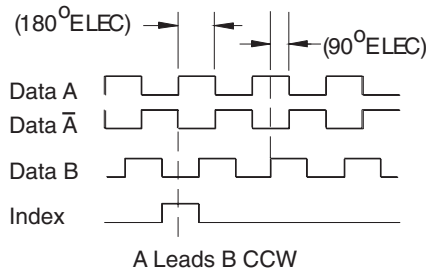 (180°ELEC)
(90°ELEC)
Data A
Data A̅
Data B
Index
A Leads B CCW